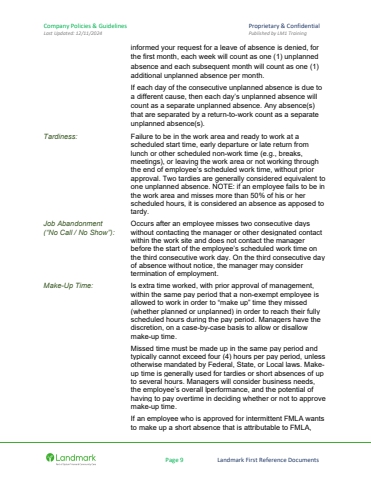 Company Policies & Guidelines Proprietary & Confidential
Last Updated: 12/11/2024 Published by LMS Training
informed your request for a leave of absence is denied, for
the first month, each week will count as one (1) unplanned
absence and each subsequent month will count as one (1)
additional unplanned absence per month.
If each day of the consecutive unplanned absence is due to
a different cause, then each day's unplanned absence will
count as a separate unplanned absence. Any absence(s)
that are separated by a return-to-work count as a separate
unplanned absence(s).
Tardiness: Failure to be in the work area and ready to work at a
scheduled start time, early departure or late return from
lunch or other scheduled non-work time (e.g., breaks,
meetings), or leaving the work area or not working through
the end of employee's scheduled work time, without prior
approval. Two tardies are generally considered equivalent to
one unplanned absence. NOTE: if an employee fails to be in
the work area and misses more than 50% of his or her
scheduled hours, it is considered an absence as apposed to
tardy.
Job Abandonment Occurs after an employee misses two consecutive days
("No Call / No Show"): without contacting the manager or other designated contact
within the work site and does not contact the manager
before the start of the employee's scheduled work time on
the third consecutive work day. On the third consecutive day
of absence without notice, the manager may consider
termination of employment.
Make-Up Time: Is extra time worked, with prior approval of management,
within the same pay period that a non-exempt employee is
allowed to work in order to "make up" time they missed
(whether planned or unplanned) in order to reach their fully
scheduled hours during the pay period. Managers have the
discretion, on a case-by-case basis to allow or disallow
make-up time.
Missed time must be made up in the same pay period and
typically cannot exceed four (4) hours per pay period, unless
otherwise mandated by Federal, State, or Local laws. Make-
up time is generally used for tardies or short absences of up
to several hours. Managers will consider business needs,
the employee's overall lperformance, and the potential of
having to pay overtime in deciding whether or not to approve
make-up time.
If an employee who is approved for intermittent FMLA wants
to make up a short absence that is attributable to FMLA,
Landmark Page 9 Landmark First Reference Documents